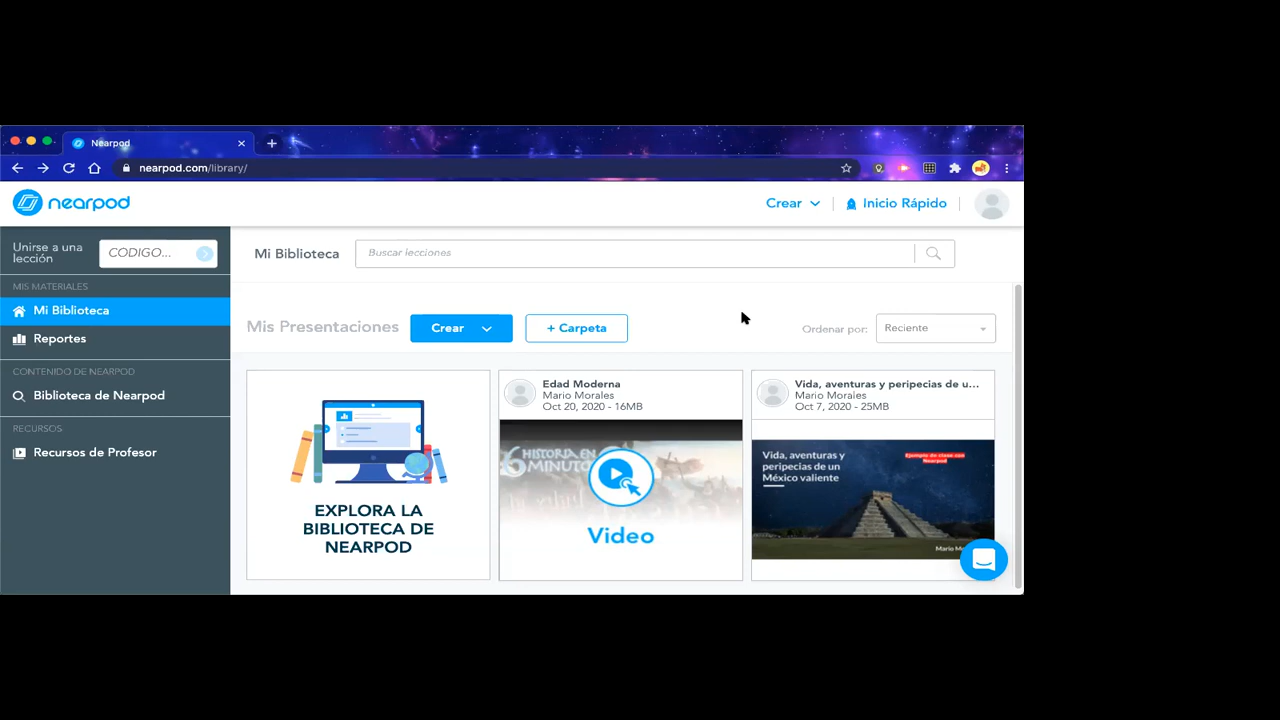 Nearpod
nearpod.com/library/
nearpod
Crear
Inicio Rápido
Unirse a una
lección
CODIGO...
MIS MATERIALES
Mi Biblioteca
Reportes
CONTENIDO DE NEARPOD
Biblioteca de Nearpod
RECURSOS
Recursos de Profesor
Mi Biblioteca
Buscar lecciones
Mis Presentaciones
Crear
+ Carpeta
Ordenar por:
Reciente
EXPLORA LA
BIBLIOTECA DE
NEARPOD
Edad Moderna
Mario Morales
Oct 20, 2020 - 16MB
HISTORIA EN
6 MINUTO
Video
Vida, aventuras y peripecias de u...
Mario Morales
Oct 7, 2020 - 25MB
Vida, aventuras y
peripecias de un
México valiente
Ejemplo de clase con
Nearpod
Mario M